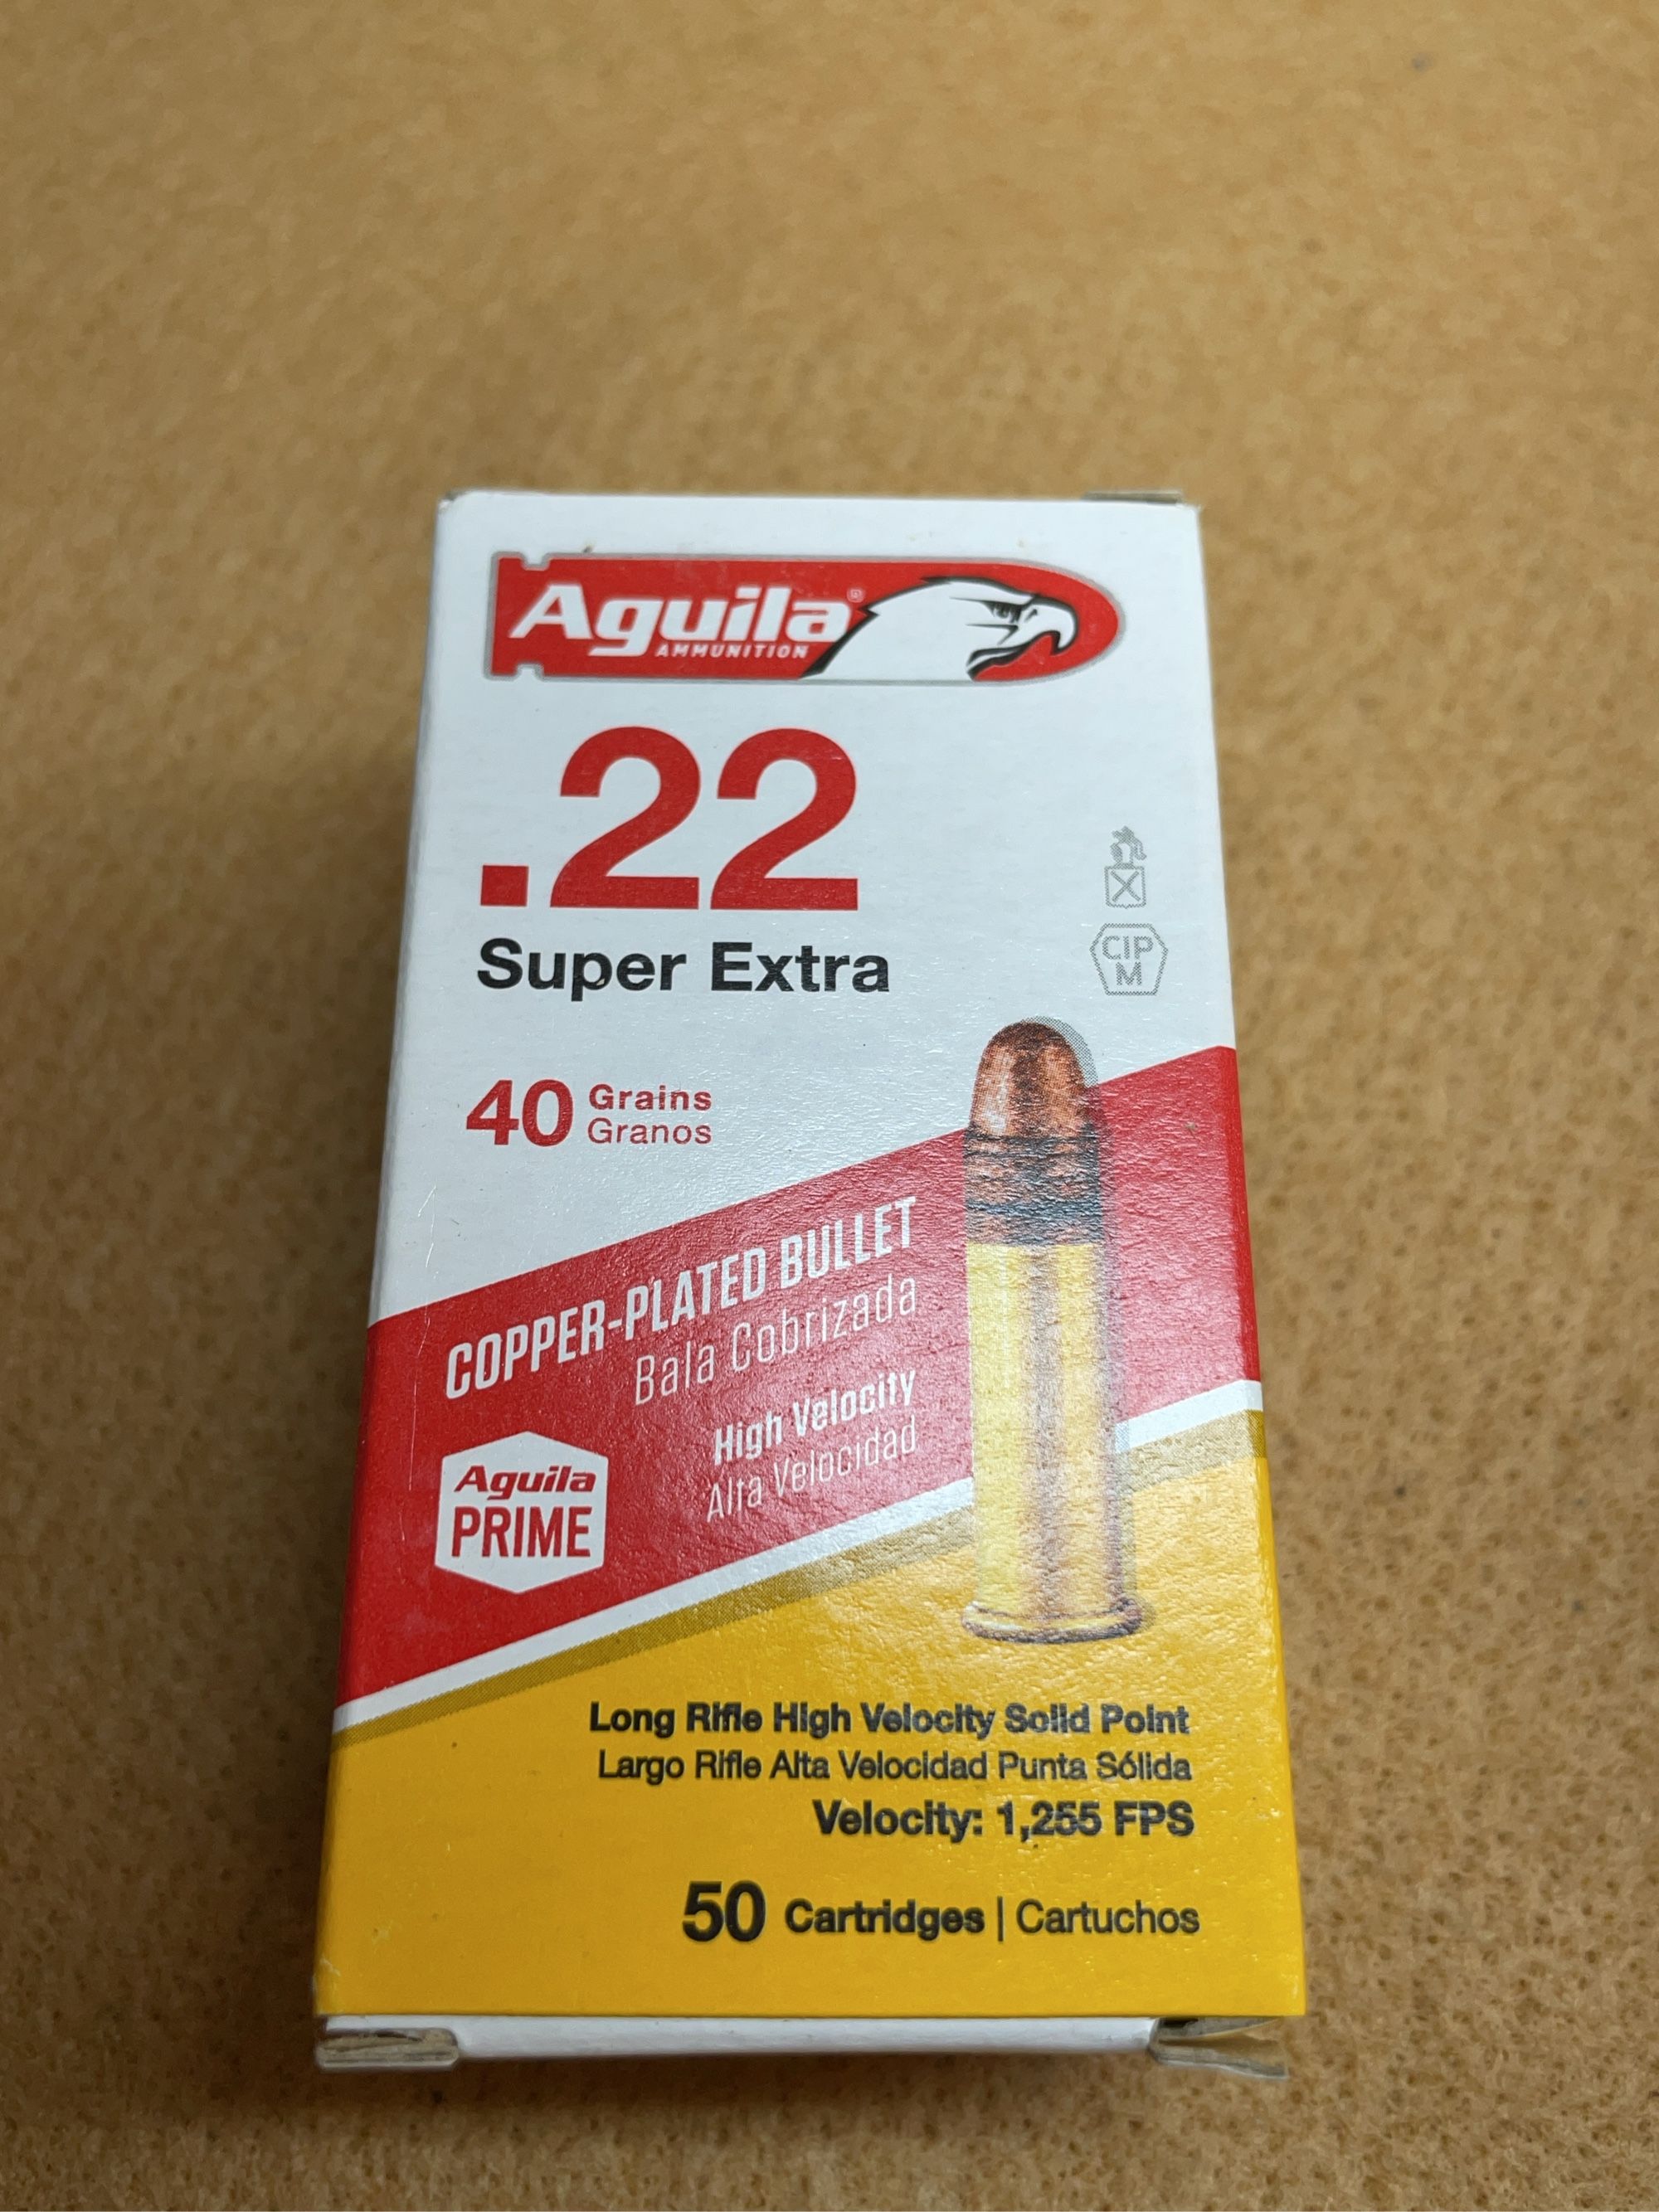 Aguila®
AMMUNITION
.22
Super Extra
CIP
M
40 Grains
Granos
COPPER-PLATED BULLET
Bala Cobrizada
High Velocity
Alta Velocidad
Aguila
PRIME
Long Rifle High Velocity Solid Point
Largo Rifle Alta Velocidad Punta Sólida
Velocity: 1,255 FPS
50 Cartridges | Cartuchos